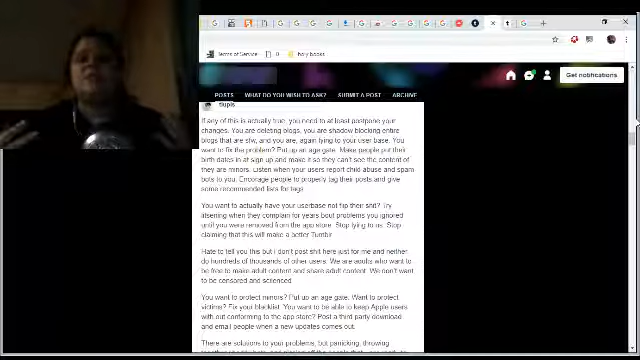 Terms of Service 0 holy books
Get notifications
POSTS WHAT DO YOU WISH TO ASK? SUBMIT A POST ARCHIVE
If any of this is actually true, you need to at least postpone your
changes. You are deleting blogs, you are shadow blocking entire
blogs that are sfw, and you are, again lying to your user base. You
want to fix the problem? Put up an age gate. Make people put their
birth dates in at sign up and make it so they can't see the content of
they are minors. Listen when your users report child abuse and spam
bots to you. Encorage people to properly tag their posts and give
some recommended lists for tags
You want to actually have your userbase not flip their shit? Try
lifsening when they complain for years bout problems you ignored
until you were removed from the app store. Stop lying to us. Stop
claiming that this will make a better Tumblr
Hate to tell you this but I don't post shit here just for me and neither
do hundreds of thousands of other users. We are adults who want to
be free to make adult content and share adult content. We don't want
to be censored and screnced
You want to protect minors? Put up an age gate. Want to protect
victims? Fix your blacklist. You want to be able to keep Apple users
with out conforming to the app store? Post a third party download
and email people when a new updates comes out.
There are solutions to your problems, but panicking, throwing